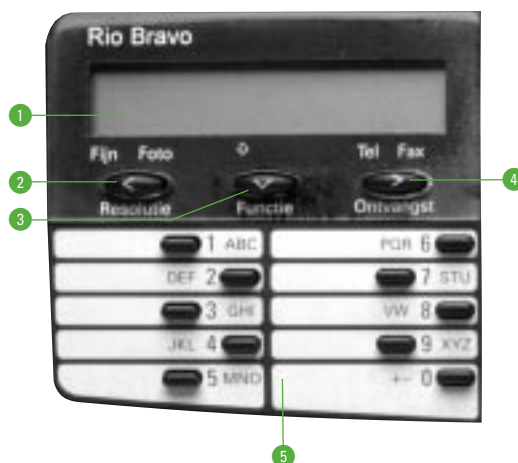 Rio Bravo
1
Fijn Foto Tel Fax
2 4
3
Resolutie Functie Ontvangst
1 ABC PQR 6
DEF 2 7 STU
3 GHI VW 8
JKL 4 9 XYZ
5 MNO +- 0
5